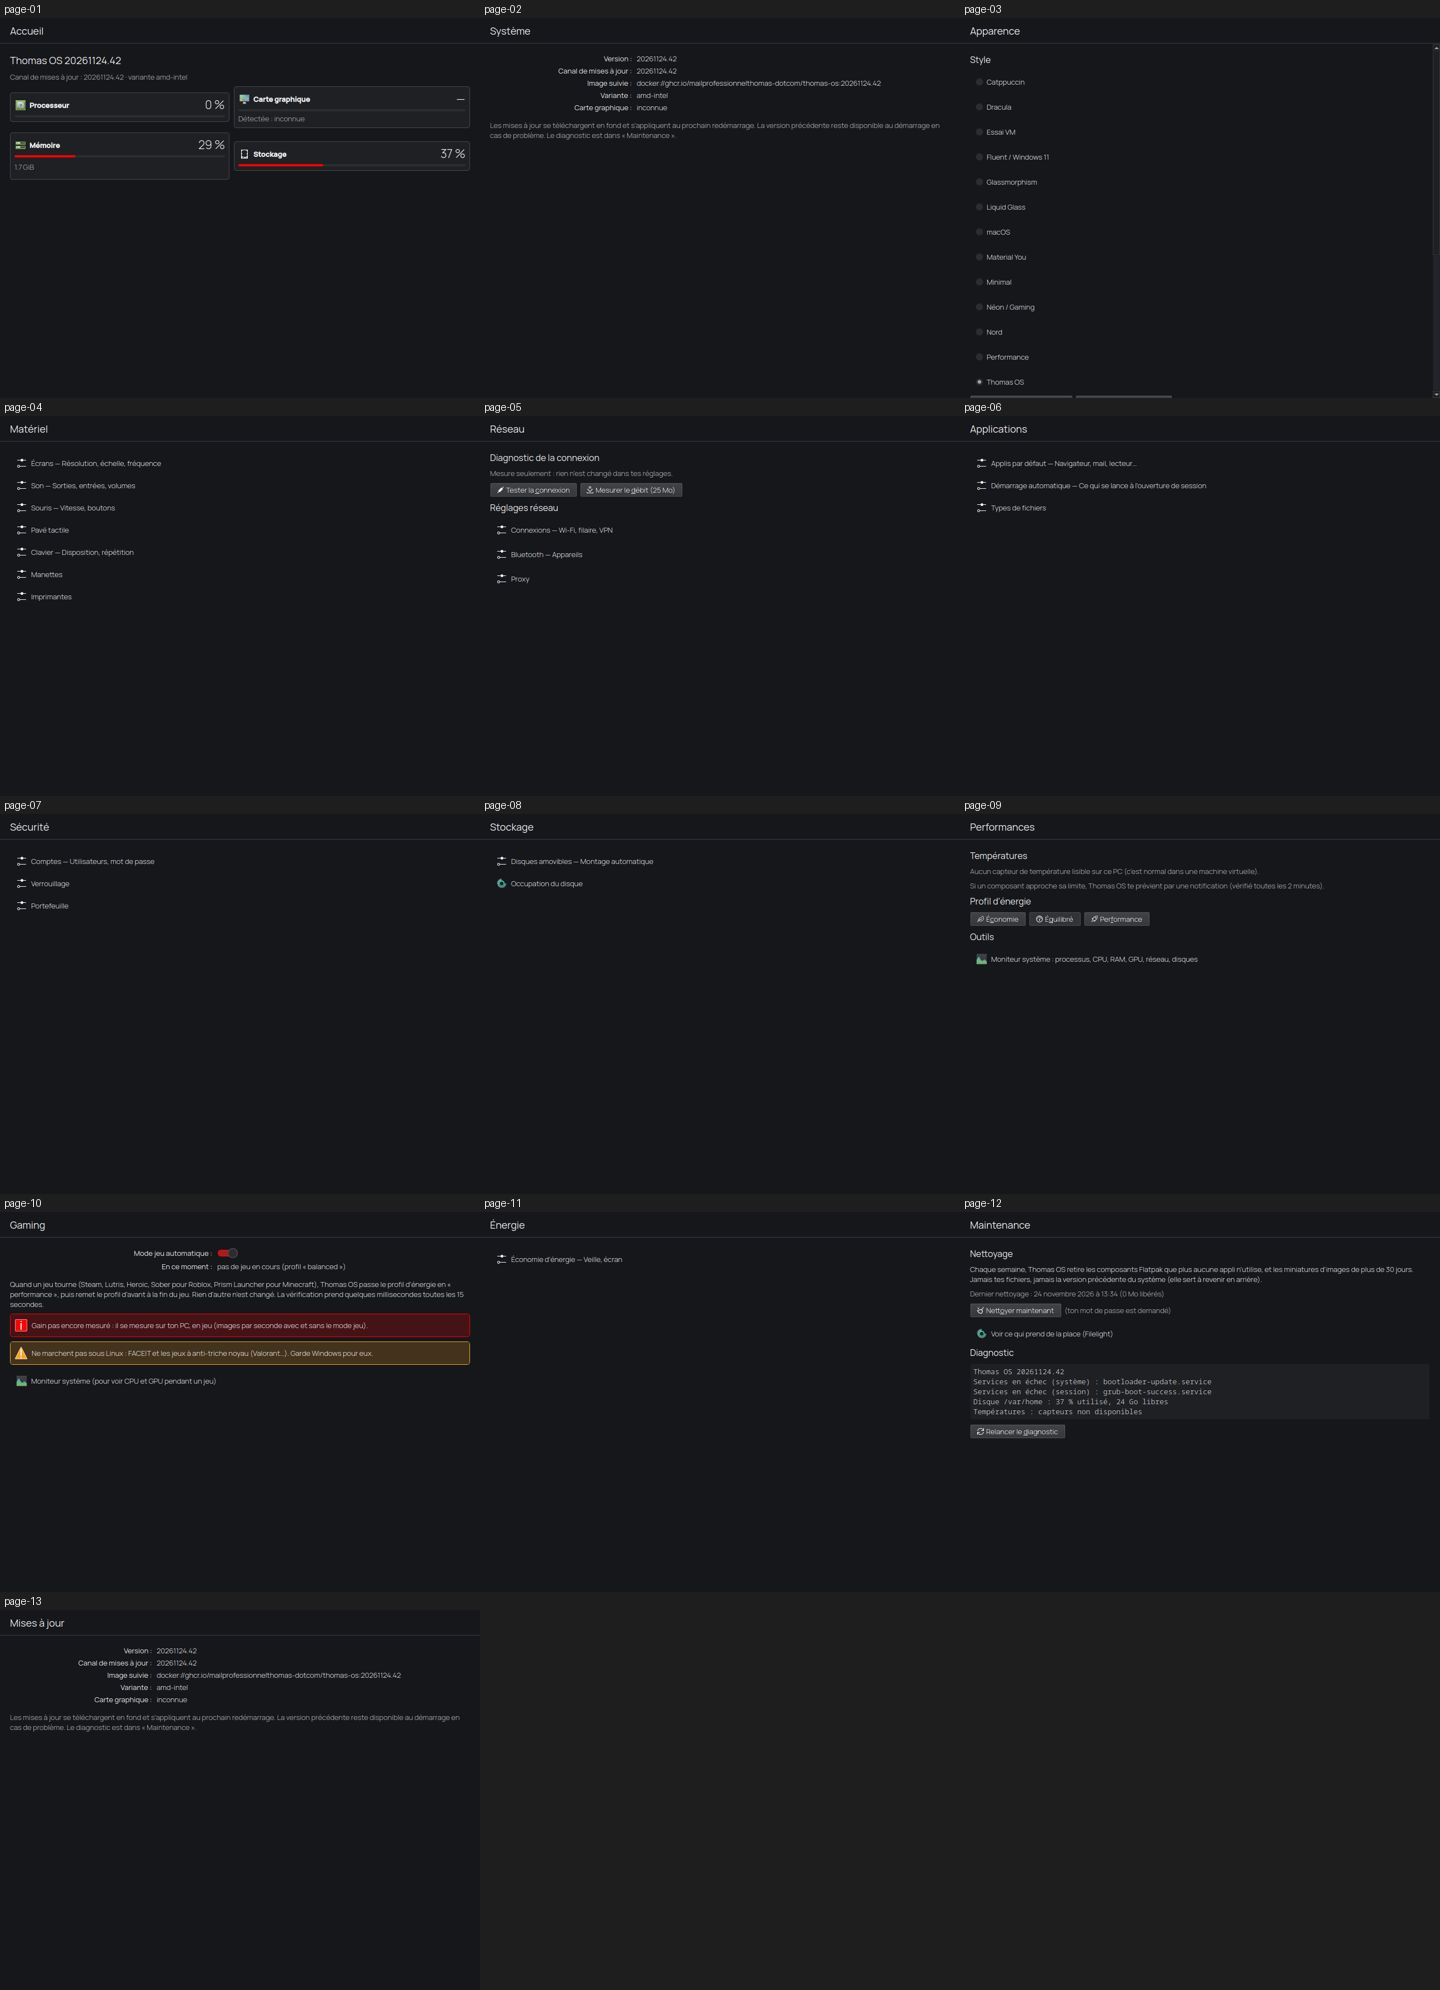 page-01
Accueil
Thomas OS 20261124.42
Canal de mises à jour : 20261124.42 · variante amd-intel
Processeur 0 %
Carte graphique —
Détectée : inconnue
Mémoire 29 %
1.7 GiB
Stockage 37 %
page-02
Système
Version : 20261124.42
Canal de mises à jour : 20261124.42
Image suivie : docker://ghcr.io/mailprofessionnelthomas-dotcom/thomas-os:20261124.42
Variante : amd-intel
Carte graphique : inconnue
Les mises à jour se téléchargent en fond et s'appliquent au prochain redémarrage. La version précédente reste disponible au démarrage en
cas de problème. Le diagnostic est dans « Maintenance ».
page-03
Apparence
Style
Catppuccin
Dracula
Essai VM
Fluent / Windows 11
Glassmorphism
Liquid Glass
macOS
Material You
Minimal
Néon / Gaming
Nord
Performance
Thomas OS
page-04
Matériel
Écrans — Résolution, échelle, fréquence
Son — Sorties, entrées, volumes
Souris — Vitesse, boutons
Pavé tactile
Clavier — Disposition, répétition
Manettes
Imprimantes
page-05
Réseau
Diagnostic de la connexion
Mesure seulement : rien n'est changé dans tes réglages.
Tester la connexion Mesurer le débit (25 Mo)
Réglages réseau
Connexions — Wi-Fi, filaire, VPN
Bluetooth — Appareils
Proxy
page-06
Applications
Applis par défaut — Navigateur, mail, lecteur…
Démarrage automatique — Ce qui se lance à l'ouverture de session
Types de fichiers
page-07
Sécurité
Comptes — Utilisateurs, mot de passe
Verrouillage
Portefeuille
page-08
Stockage
Disques amovibles — Montage automatique
Occupation du disque
page-09
Performances
Températures
Aucun capteur de température lisible sur ce PC (c'est normal dans une machine virtuelle).
Si un composant approche sa limite, Thomas OS te prévient par une notification (vérifié toutes les 2 minutes).
Profil d'énergie
Économie Équilibré Performance
Outils
Moniteur système : processus, CPU, RAM, GPU, réseau, disques
page-10
Gaming
Mode jeu automatique :
En ce moment : pas de jeu en cours (profil « balanced »)
Quand un jeu tourne (Steam, Lutris, Heroic, Sober pour Roblox, Prism Launcher pour Minecraft), Thomas OS passe le profil d'énergie en «
performance », puis remet le profil d'avant à la fin du jeu. Rien d'autre n'est changé. La vérification prend quelques millisecondes toutes les 15
secondes.
Gain pas encore mesuré : il se mesure sur ton PC, en jeu (images par seconde avec et sans le mode jeu).
Ne marchent pas sous Linux : FACEIT et les jeux à anti-triche noyau (Valorant…). Garde Windows pour eux.
Moniteur système (pour voir CPU et GPU pendant un jeu)
page-11
Énergie
Économie d'énergie — Veille, écran
page-12
Maintenance
Nettoyage
Chaque semaine, Thomas OS retire les composants Flatpak que plus aucune appli n'utilise, et les miniatures d'images de plus de 30 jours.
Jamais tes fichiers, jamais la version précédente du système (elle sert à revenir en arrière).
Dernier nettoyage : 24 novembre 2026 à 13:34 (0 Mo libérés)
Nettoyer maintenant (ton mot de passe est demandé)
Voir ce qui prend de la place (Filelight)
Diagnostic
Thomas OS 20261124.42
Services en échec (système) : bootloader-update.service
Services en échec (session) : grub-boot-success.service
Disque /var/home : 37 % utilisé, 24 Go libres
Températures : capteurs non disponibles
Relancer le diagnostic
page-13
Mises à jour
Version : 20261124.42
Canal de mises à jour : 20261124.42
Image suivie : docker://ghcr.io/mailprofessionnelthomas-dotcom/thomas-os:20261124.42
Variante : amd-intel
Carte graphique : inconnue
Les mises à jour se téléchargent en fond et s'appliquent au prochain redémarrage. La version précédente reste disponible au démarrage en
cas de problème. Le diagnostic est dans « Maintenance ».